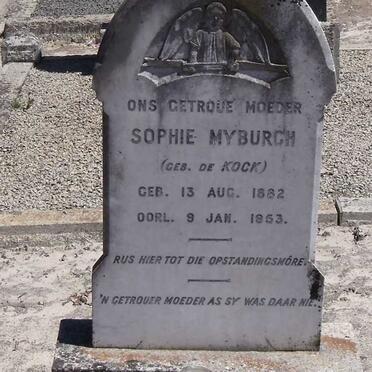 ONS GETROUE MOEDER
SOPHIE MYBURGH
(GEB. DE KOCK)
GEB. 13 AUG. 1882
OORL. 9 JAN. 1953.
RUS HIER TOT DIE OPSTANDINGSMÔRE.
'N GETROUER MOEDER AS SY WAS DAAR NIE.